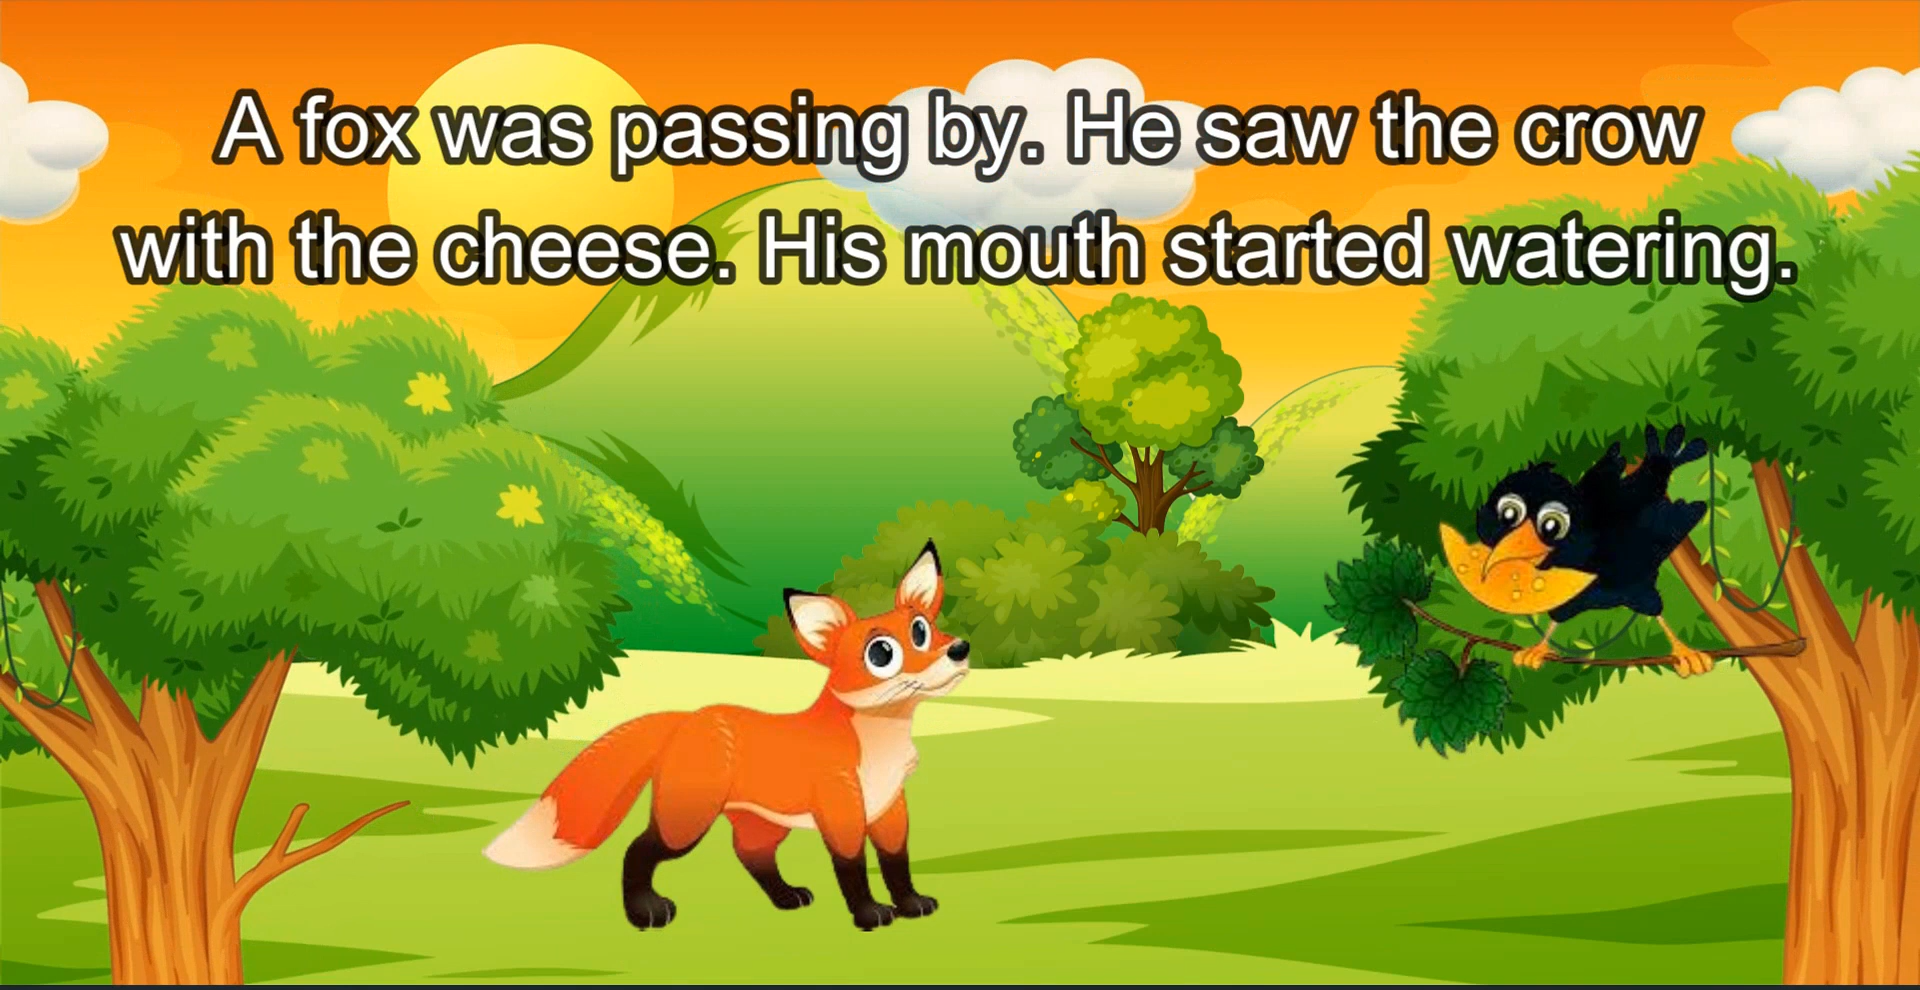 A fox was passing by. He saw the crow
with the cheese. His mouth started watering.